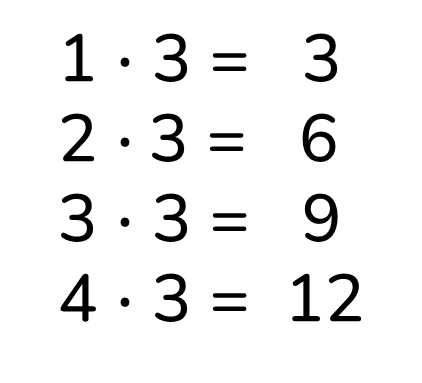 1 · 3 = 3
2 · 3 = 6
3 · 3 = 9
4 · 3 = 12